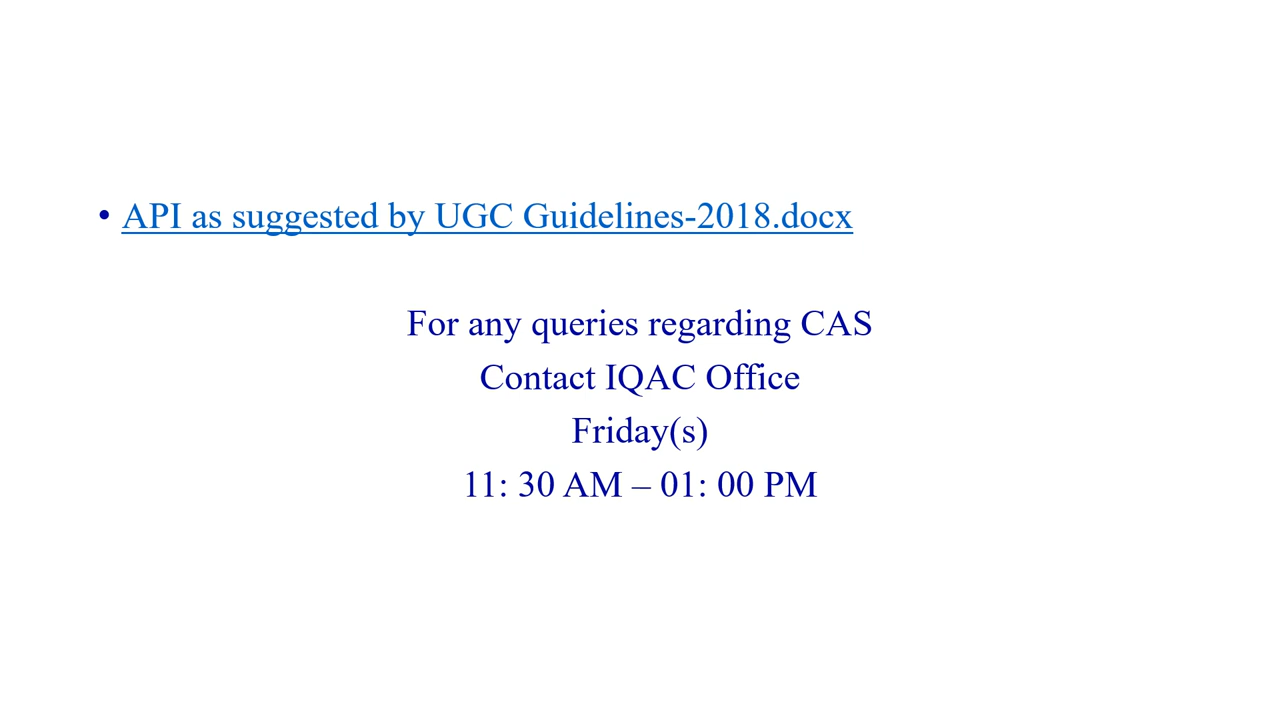 • API as suggested by UGC Guidelines-2018.docx
For any queries regarding CAS
Contact IQAC Office
Friday(s)
11: 30 AM – 01: 00 PM